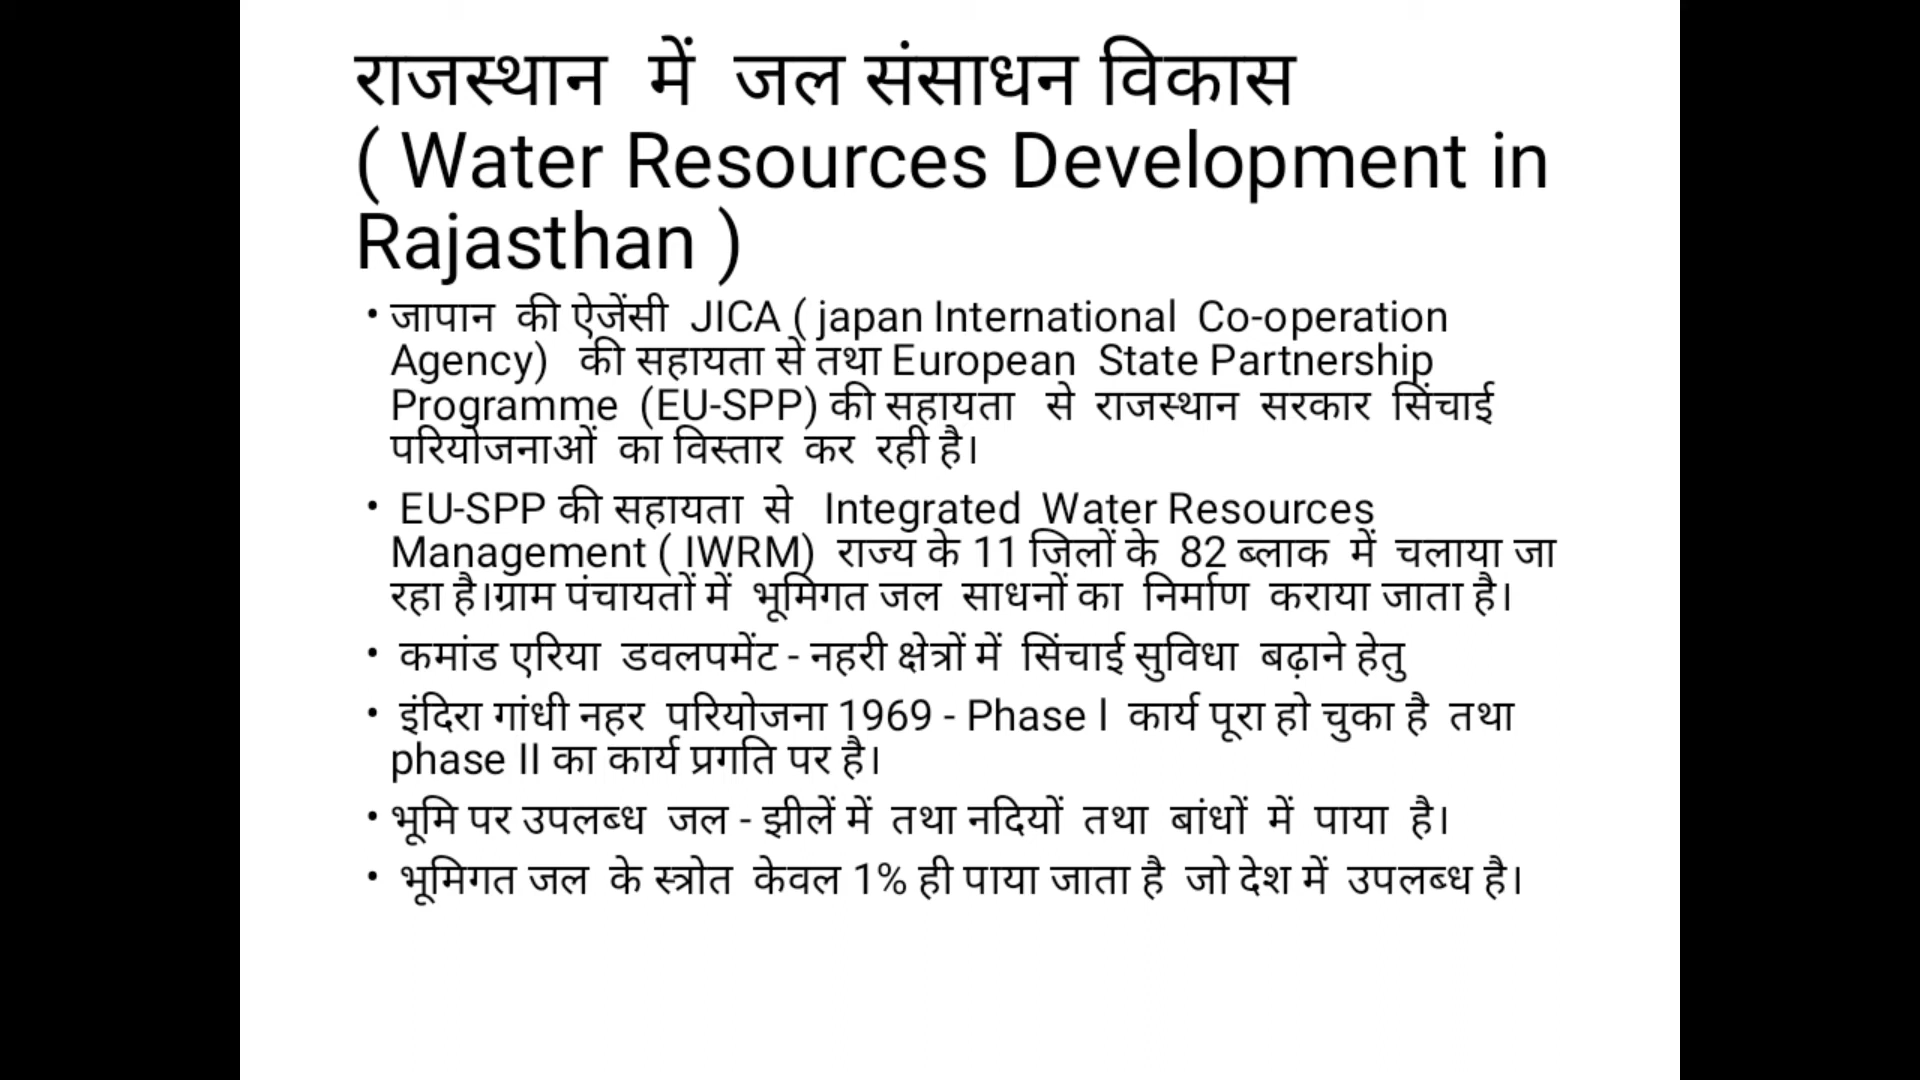 राजस्थान में जल संसाधन विकास
( Water Resources Development in
Rajasthan )
• जापान की ऐजेंसी JICA ( japan International Co-operation
Agency) की सहायता से तथा European State Partnership
Programme (EU-SPP) की सहायता से राजस्थान सरकार सिंचाई
परियोजनाओं का विस्तार कर रही है।
• EU-SPP की सहायता से Integrated Water Resources
Management ( IWRM) राज्य के 11 जिलों के 82 ब्लाक में चलाया जा
रहा है।ग्राम पंचायतों में भूमिगत जल साधनों का निर्माण कराया जाता है।
• कमांड एरिया डवलपमेंट - नहरी क्षेत्रों में सिंचाई सुविधा बढ़ाने हेतु
• इंदिरा गांधी नहर परियोजना 1969 - Phase I कार्य पूरा हो चुका है तथा
phase II का कार्य प्रगति पर है।
• भूमि पर उपलब्ध जल - झीलें में तथा नदियों तथा बांधों में पाया है।
• भूमिगत जल के स्त्रोत केवल 1% ही पाया जाता है जो देश में उपलब्ध है।